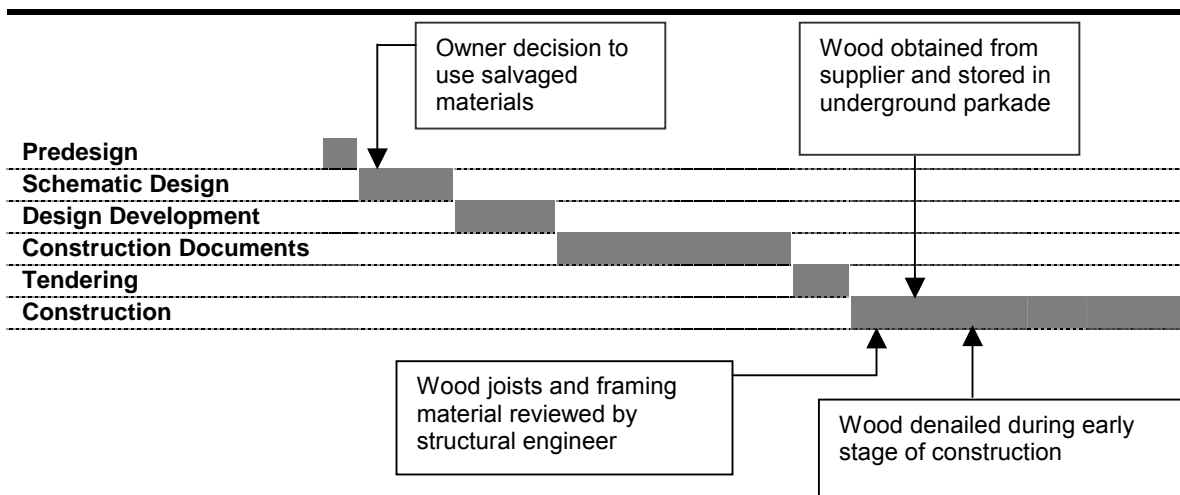 Owner decision to
use salvaged
materials
Wood obtained from
supplier and stored in
underground parkade
Predesign
Schematic Design
Design Development
Construction Documents
Tendering
Construction
Wood joists and framing
material reviewed by
structural engineer
Wood denailed during early
stage of construction